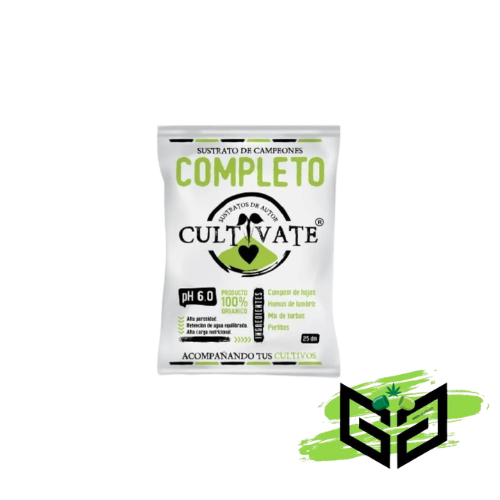 SUSTRATO DE CAMPEONES
COMPLETO
SUSTRATOS DE AUTOR
CULTIVATE®
pH 6.0
PRODUCTO
100%
ORGANICO
Alta porosidad.
Retención de agua equilibrada.
Alta carga nutricional.
INGREDIENTES
Compost de hojas
Humus de lombriz
Mix de turbas
Perlitas
25 dm
ACOMPAÑANDO TUS CULTIVOS